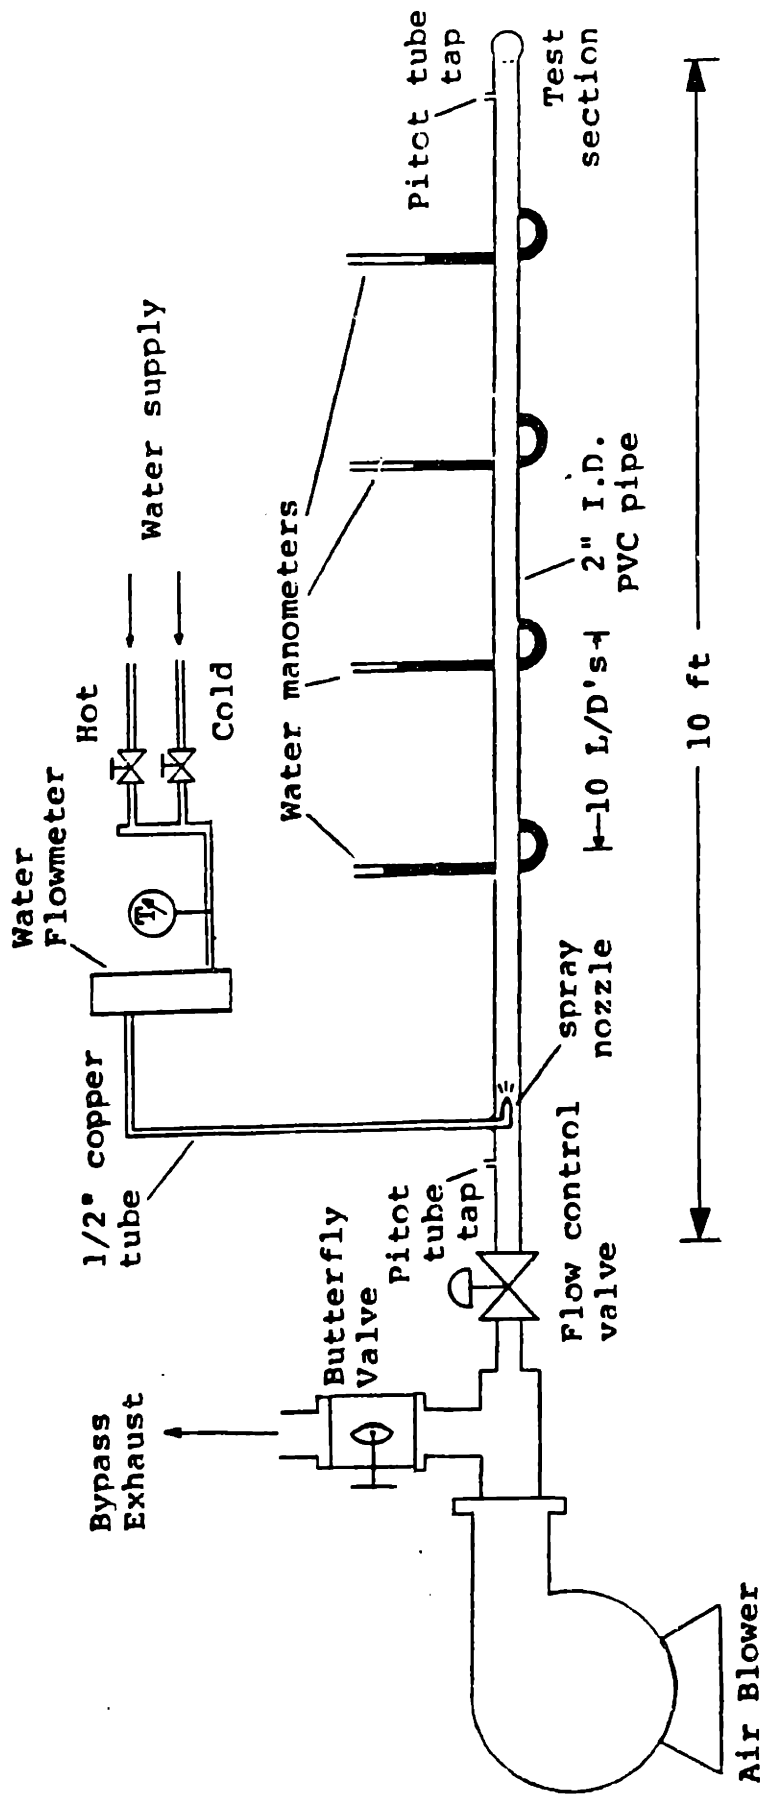 Water
Flowmeter
Hot
Cold
Water supply
T
1/2" copper
tube
Water manometers
Pitot tube
tap
Bypass
Exhaust
Butterfly
Valve
Pitot
tube
tap
spray
nozzle
10 L/D's
2" I.D.
PVC pipe
Test
section
Flow control
valve
10 ft
Air Blower